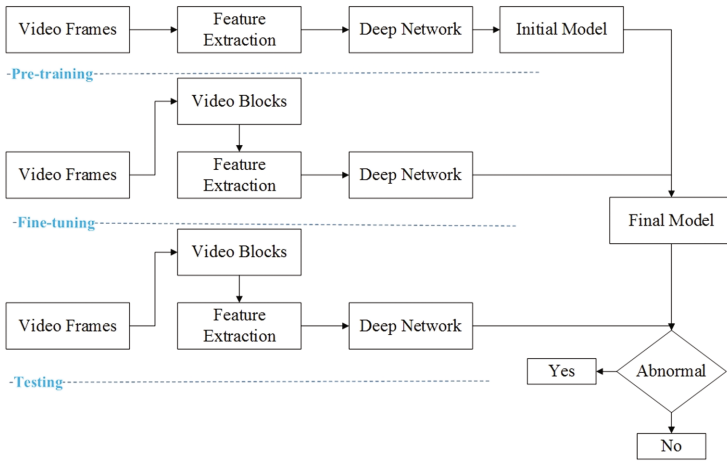 Video Frames
Feature
Extraction
Deep Network
Initial Model
Pre-training
Video Blocks
Video Frames
Feature
Extraction
Deep Network
Final Model
Fine-tuning
Video Blocks
Video Frames
Feature
Extraction
Deep Network
Yes
Abnormal
Testing
No